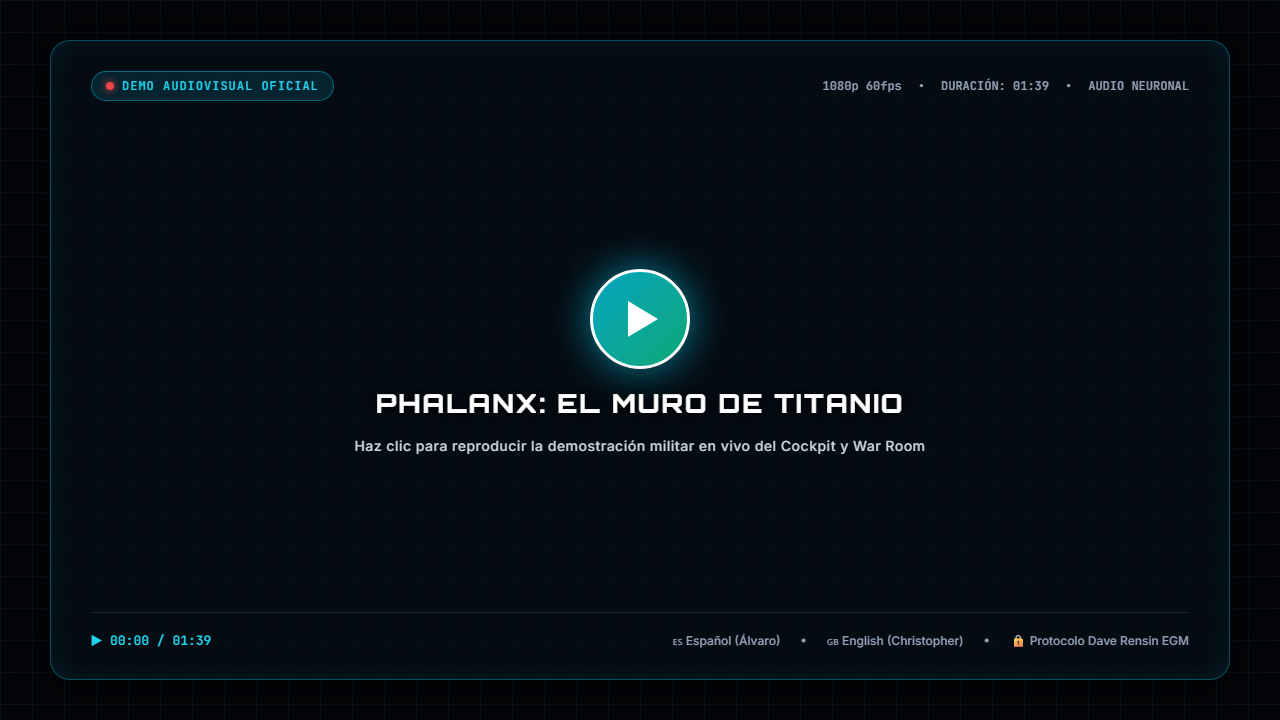 DEMO AUDIOVISUAL OFICIAL
1080p 60fps • DURACIÓN: 01:39 • AUDIO NEURONAL
PHALANX: EL MURO DE TITANIO
Haz clic para reproducir la demostración militar en vivo del Cockpit y War Room
▶ 00:00 / 01:39
ES Español (Álvaro) • GB English (Christopher) • 🔒 Protocolo Dave Rensin EGM